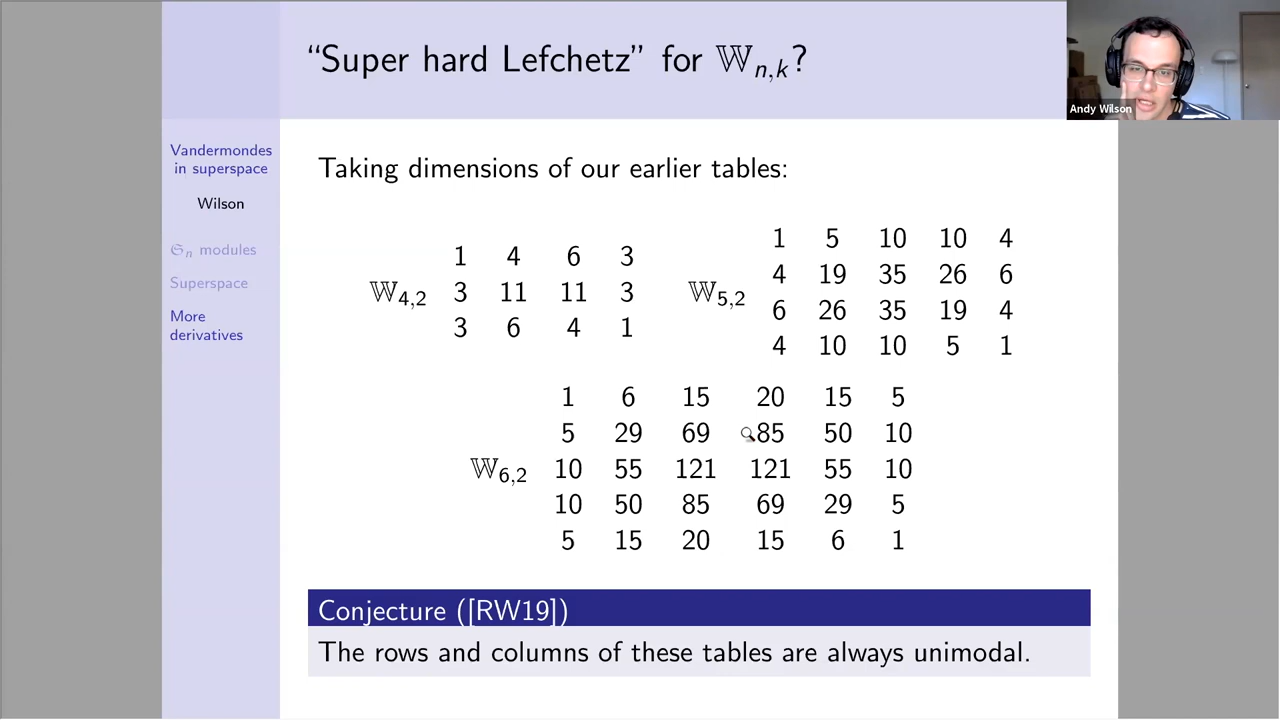 “Super hard Lefchetz” for 𝕎n,k?
Andy Wilson
Vandermondes
in superspace
Wilson
𝔖n modules
Superspace
More
derivatives
Taking dimensions of our earlier tables:
𝕎4,2
1 4 6 3
3 11 11 3
3 6 4 1
𝕎5,2
1 5 10 10 4
4 19 35 26 6
6 26 35 19 4
4 10 10 5 1
𝕎6,2
1 6 15 20 15 5
5 29 69 85 50 10
10 55 121 121 55 10
10 50 85 69 29 5
5 15 20 15 6 1
Conjecture ([RW19])
The rows and columns of these tables are always unimodal.